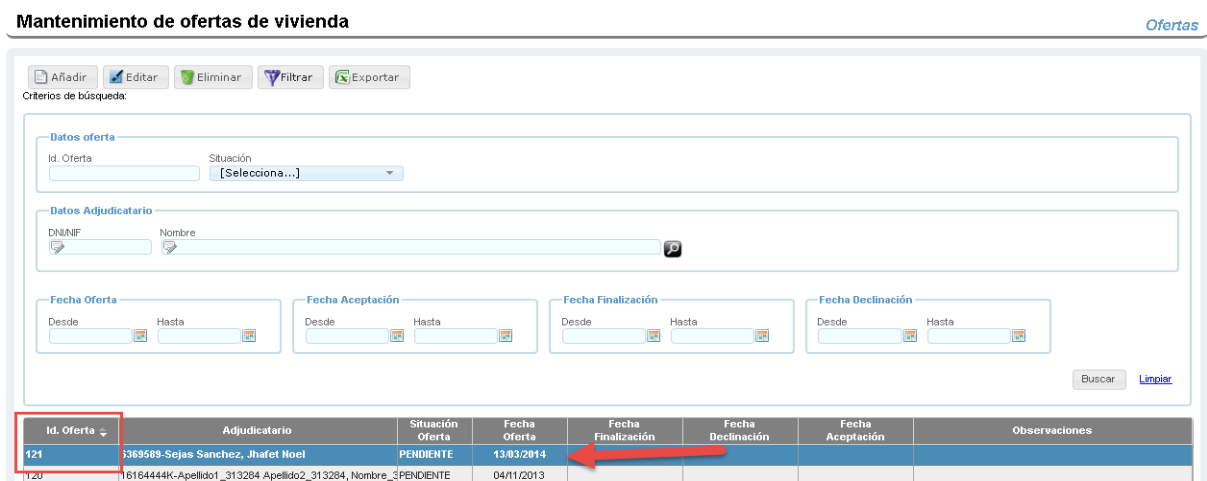 Mantenimiento de ofertas de vivienda
Ofertas
Añadir Editar Eliminar Filtrar Exportar
Criterios de búsqueda:
Datos oferta
Id. Oferta Situación
[Selecciona...]
Datos Adjudicatario
DNI/NIF Nombre
Fecha Oferta Fecha Aceptación Fecha Finalización Fecha Declinación
Desde Hasta Desde Hasta Desde Hasta Desde Hasta
Buscar Limpiar
Id. Oferta Adjudicatario Situación Oferta Fecha Oferta Fecha Finalización Fecha Declinación Fecha Aceptación Observaciones
121 6369589-Sejas Sanchez, Jhafet Noel PENDIENTE 13/03/2014
120 16164444K-Apellido1_313284 Apellido2_313284, Nombre_3 PENDIENTE 04/11/2013